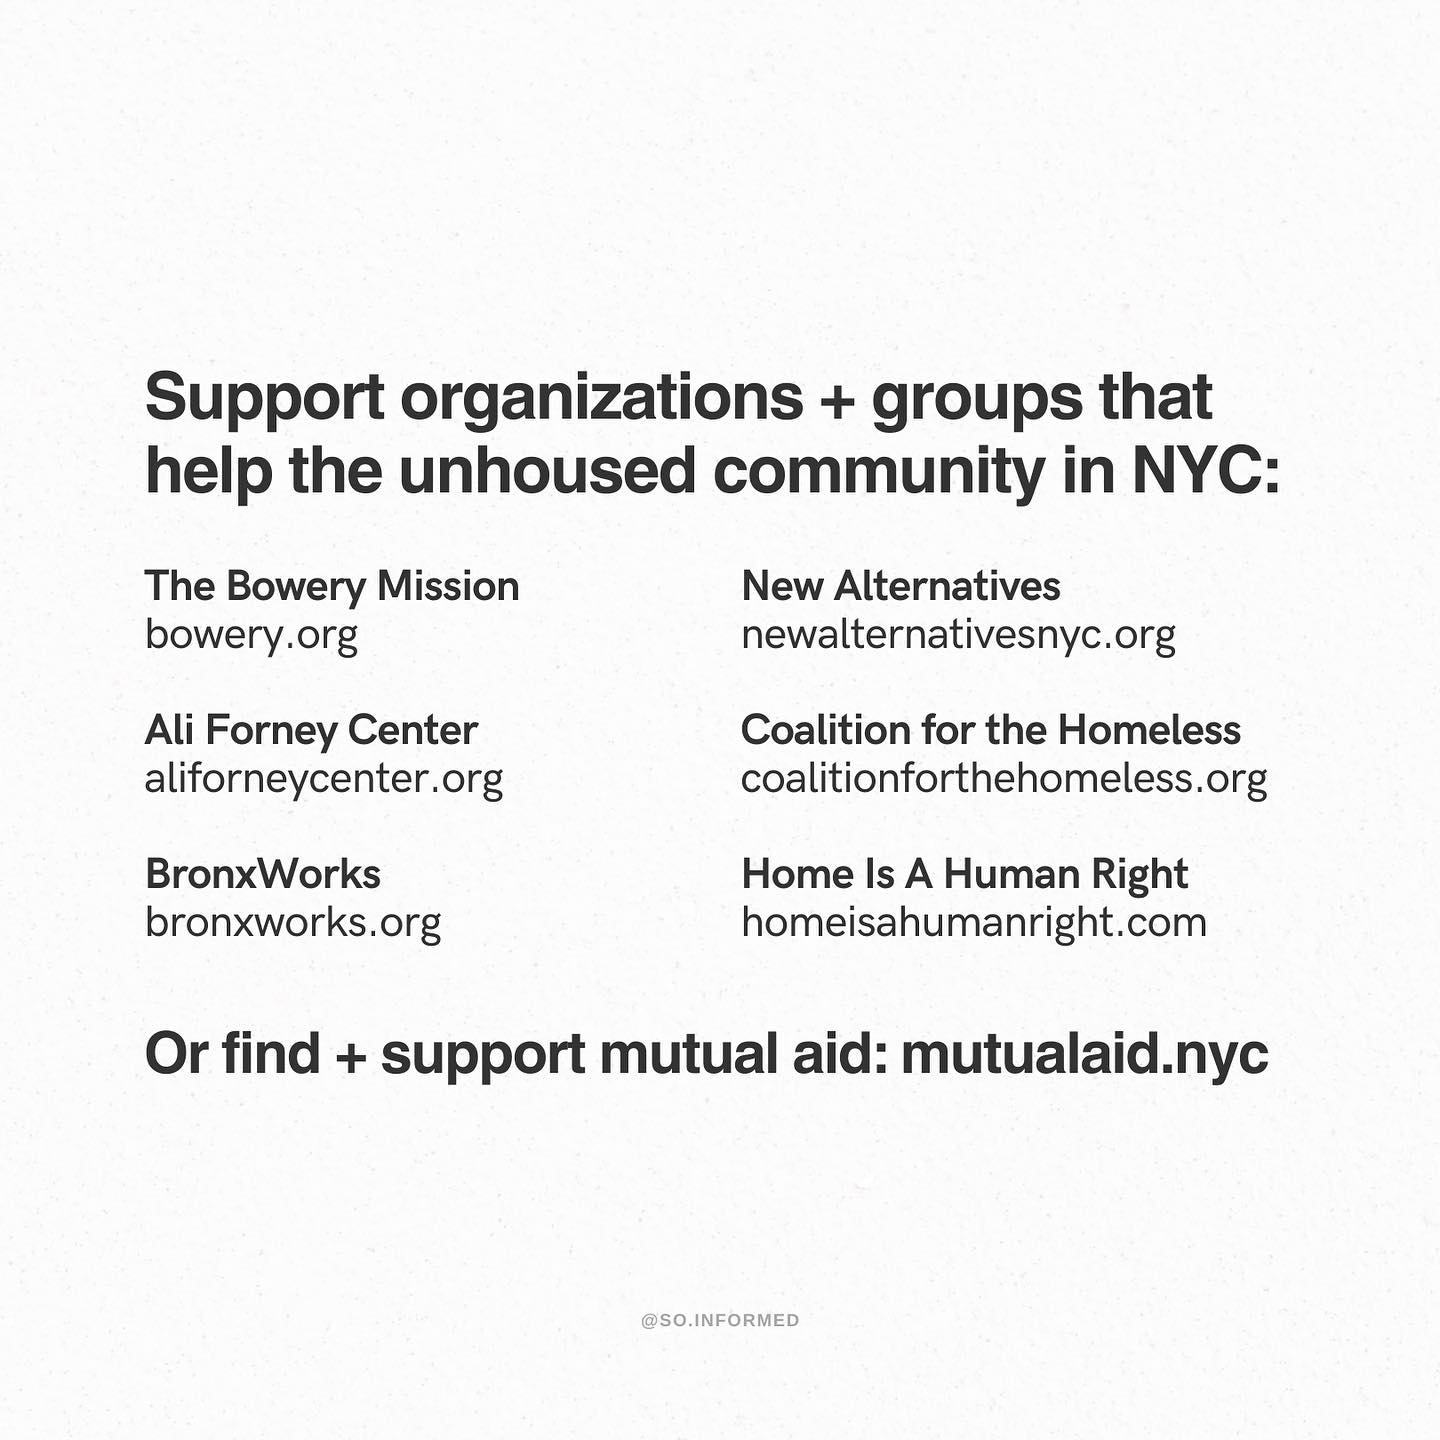 Support organizations + groups that
help the unhoused community in NYC:
The Bowery Mission
bowery.org
Ali Forney Center
aliforneycenter.org
BronxWorks
bronxworks.org
New Alternatives
newalternativesnyc.org
Coalition for the Homeless
coalitionforthehomeless.org
Home Is A Human Right
homeisahumanright.com
Or find + support mutual aid: mutualaid.nyc
@SO.INFORMED